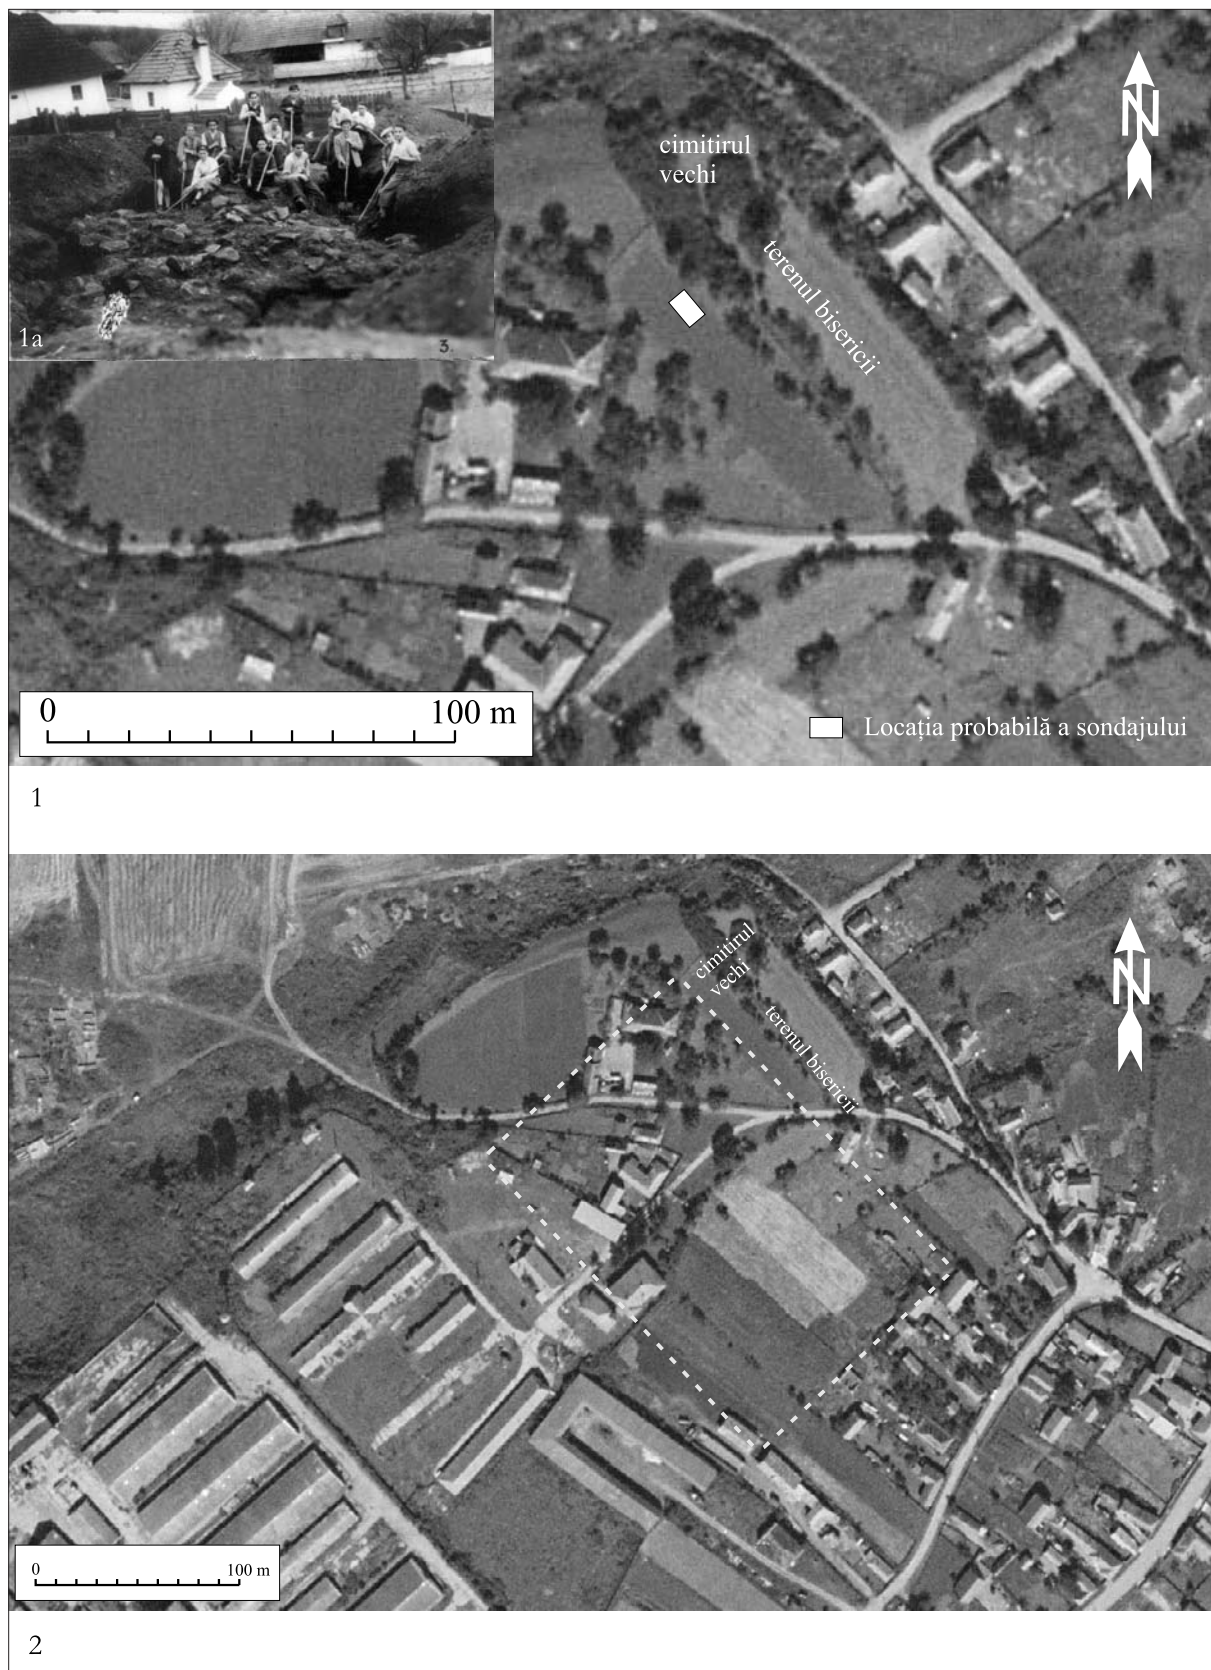 1a
3.
cimitirul
vechi
terenul bisericii
N
0 100 m
Locația probabilă a sondajului
1
cimitirul
vechi
terenul bisericii
N
0 100 m
2